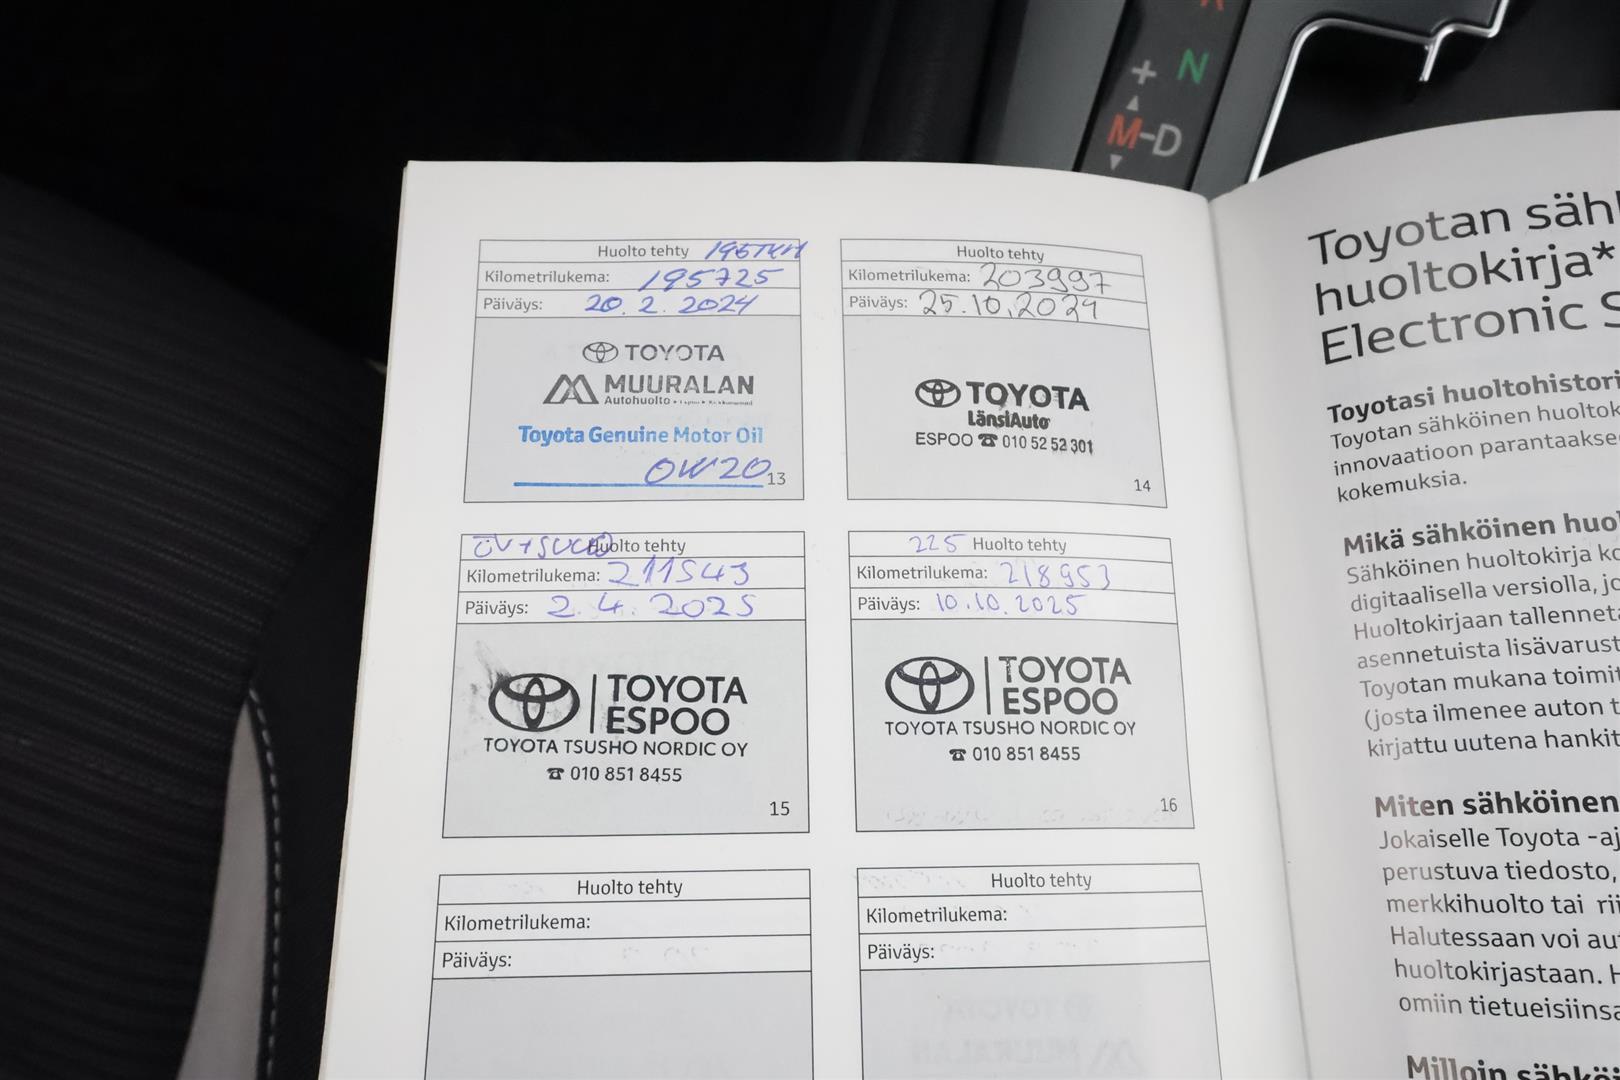 R
+ N
M-D
Huolto tehty 195TKM
Kilometrilukema: 195725
Päiväys: 20.2.2024
TOYOTA
MUURALAN
Autohuolto
Toyota Genuine Motor Oil
0W20
13
Huolto tehty
Kilometrilukema: 203997
Päiväys: 25.10.2024
TOYOTA
LänsiAuto
ESPOO ☎ 010 52 52 301
14
ÖV+SUOD Huolto tehty
Kilometrilukema: 211543
Päiväys: 2.4.2025
TOYOTA
ESPOO
TOYOTA TSUSHO NORDIC OY
☎ 010 851 8455
15
225 Huolto tehty
Kilometrilukema: 218953
Päiväys: 10.10.2025
TOYOTA
ESPOO
TOYOTA TSUSHO NORDIC OY
☎ 010 851 8455
16
Huolto tehty
Kilometrilukema:
Päiväys:
Huolto tehty
Kilometrilukema:
Päiväys:
Toyotan säh
huoltokirja*
Electronic S
Toyotasi huoltohistori
Toyotan sähköinen huoltok
innovaatioon parantaakse
kokemuksia.
Mikä sähköinen huo
Sähköinen huoltokirja ko
digitaalisella versiolla, jo
Huoltokirjaan tallenneta
asennetuista lisävarust
Toyotan mukana toimit
(josta ilmenee auton t
kirjattu uutena hankit
Miten sähköinen
Jokaiselle Toyota -aj
perustuva tiedosto,
merkkihuolto tai rii
Halutessaan voi au
huoltokirjastaan. H
omiin tietueisiinsa
Milloin sähköi